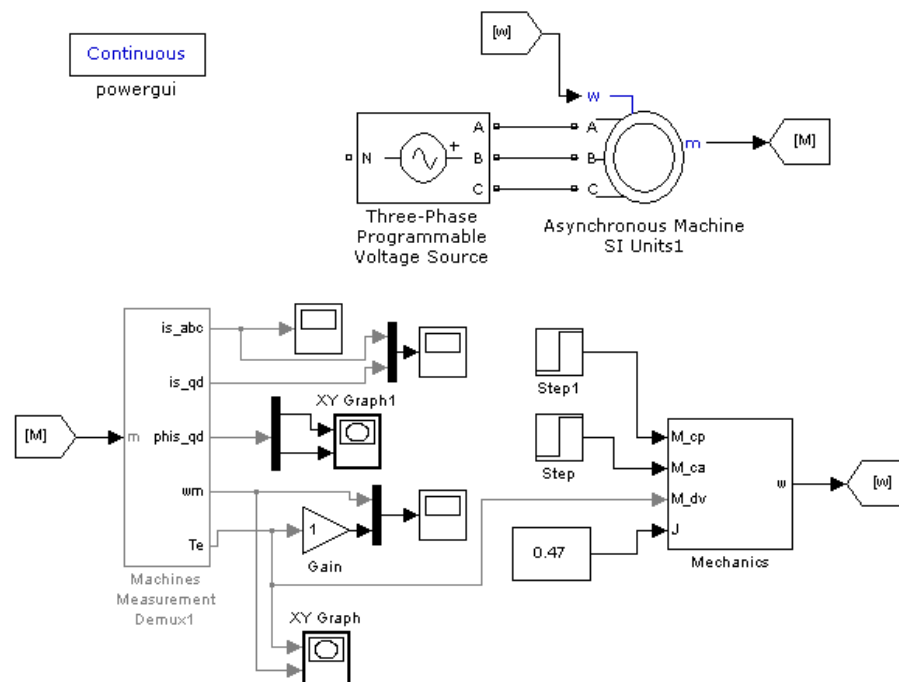 [w]
Continuous
powergui
w
A
A
+
N
B
B
m
[M]
C
C
Three-Phase
Programmable
Voltage Source
Asynchronous Machine
SI Units1
is_abc
is_qd
XY Graph1
Step1
[M]
m
phis_qd
M_cp
Step
M_ca
w
[w]
wm
M_dv
Te
1
J
0.47
Gain
Mechanics
Machines
Measurement
Demux1
XY Graph